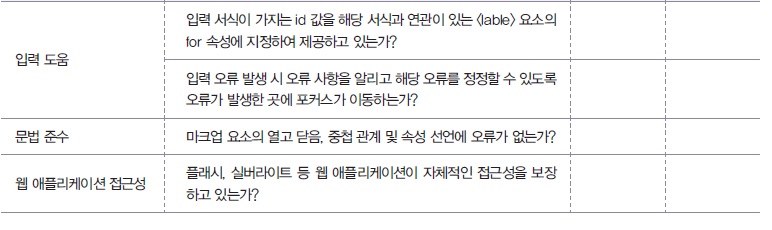 입력 도움
입력 서식이 가지는 id 값을 해당 서식과 연관이 있는 〈lable〉 요소의
for 속성에 지정하여 제공하고 있는가?
입력 오류 발생 시 오류 사항을 알리고 해당 오류를 정정할 수 있도록
오류가 발생한 곳에 포커스가 이동하는가?
문법 준수
마크업 요소의 열고 닫음, 중첩 관계 및 속성 선언에 오류가 없는가?
웹 애플리케이션 접근성
플래시, 실버라이트 등 웹 애플리케이션이 자체적인 접근성을 보장
하고 있는가?